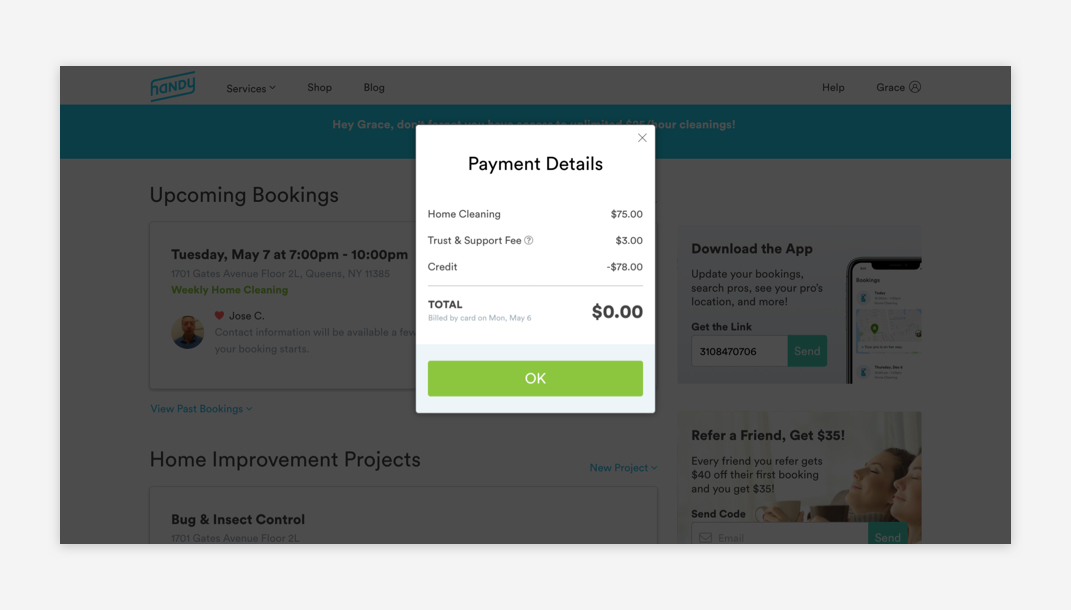 handy
Services
Shop
Blog
Help
Grace
Hey Grace, don't forget you have access to unlimited $25/hour cleanings!
Payment Details
Home Cleaning $75.00
Trust & Support Fee ?
$3.00
Credit -$78.00
TOTAL
Billed by card on Mon, May 6
$0.00
OK
Upcoming Bookings
Tuesday, May 7 at 7:00pm - 10:00pm
1701 Gates Avenue Floor 2L, Queens, NY 11385
Weekly Home Cleaning
Jose C.
Contact information will be available a few
your booking starts.
View Past Bookings
Home Improvement Projects
New Project
Bug & Insect Control
1701 Gates Avenue Floor 2L
Download the App
Update your bookings,
search pros, see your pro's
location, and more!
Get the Link
3108470706
Send
Bookings
Today
Refer a Friend, Get $35!
Every friend you refer gets
$40 off their first booking
and you get $35!
Send Code
Email
Send